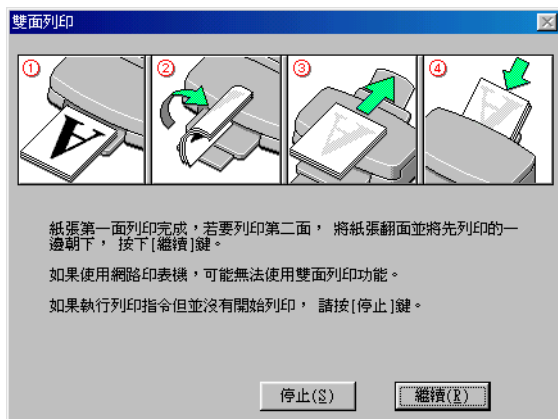 雙面列印
① ② ③ ④
A A A A
紙張第一面列印完成，若要列印第二面， 將紙張翻面並將先列印的一
邊朝下， 按下[繼續]鍵。
如果使用網路印表機，可能無法使用雙面列印功能。
如果執行列印指令但並沒有開始列印， 請按[停止]鍵。
停止(S) 繼續(R)